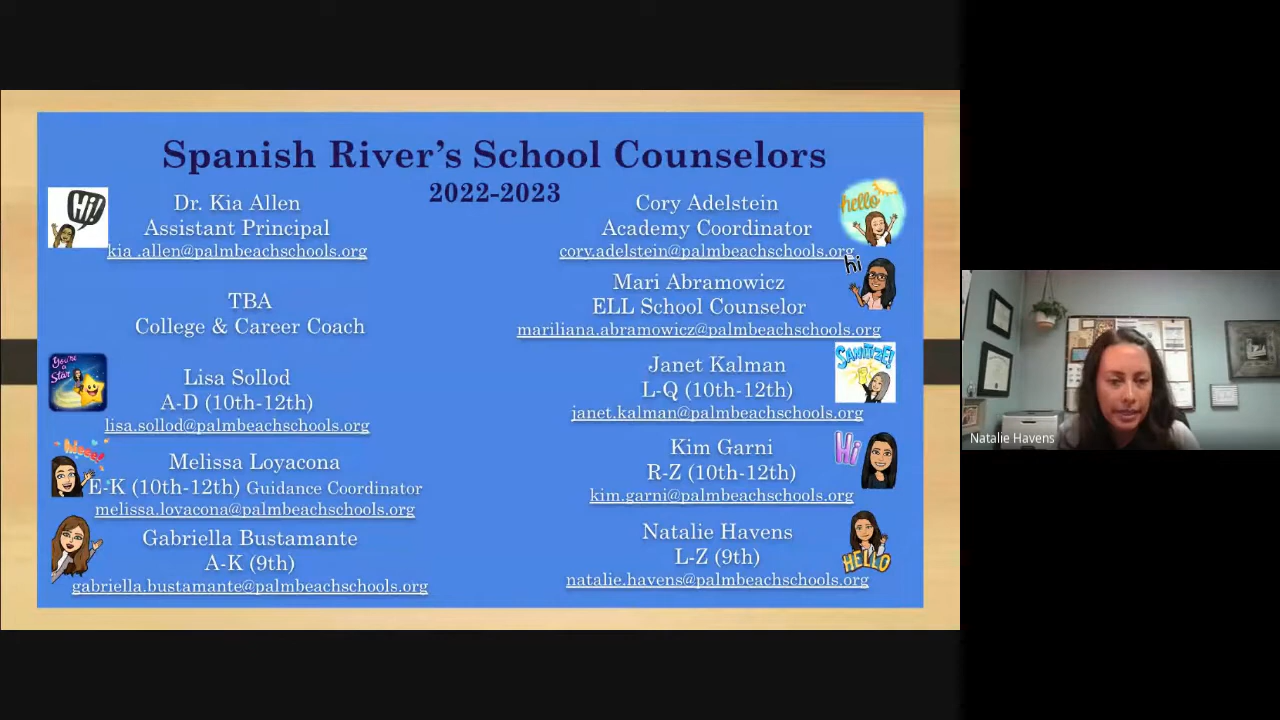 Spanish River's School Counselors
2022-2023
Hi!
Dr. Kia Allen
Assistant Principal
kia .allen@palmbeachschools.org
TBA
College & Career Coach
You're a Star
Lisa Sollod
A-D (10th-12th)
lisa.sollod@palmbeachschools.org
Melissa Loyacona
E-K (10th-12th) Guidance Coordinator
melissa.loyacona@palmbeachschools.org
Gabriella Bustamante
A-K (9th)
gabriella.bustamante@palmbeachschools.org
Cory Adelstein
hello
Academy Coordinator
cory.adelstein@palmbeachschools.org
hi
Mari Abramowicz
ELL School Counselor
mariliana.abramowicz@palmbeachschools.org
SANITIZE!
Janet Kalman
L-Q (10th-12th)
janet.kalman@palmbeachschools.org
Kim Garni
Hi
R-Z (10th-12th)
kim.garni@palmbeachschools.org
Natalie Havens
L-Z (9th)
HELLO
natalie.havens@palmbeachschools.org
Natalie Havens